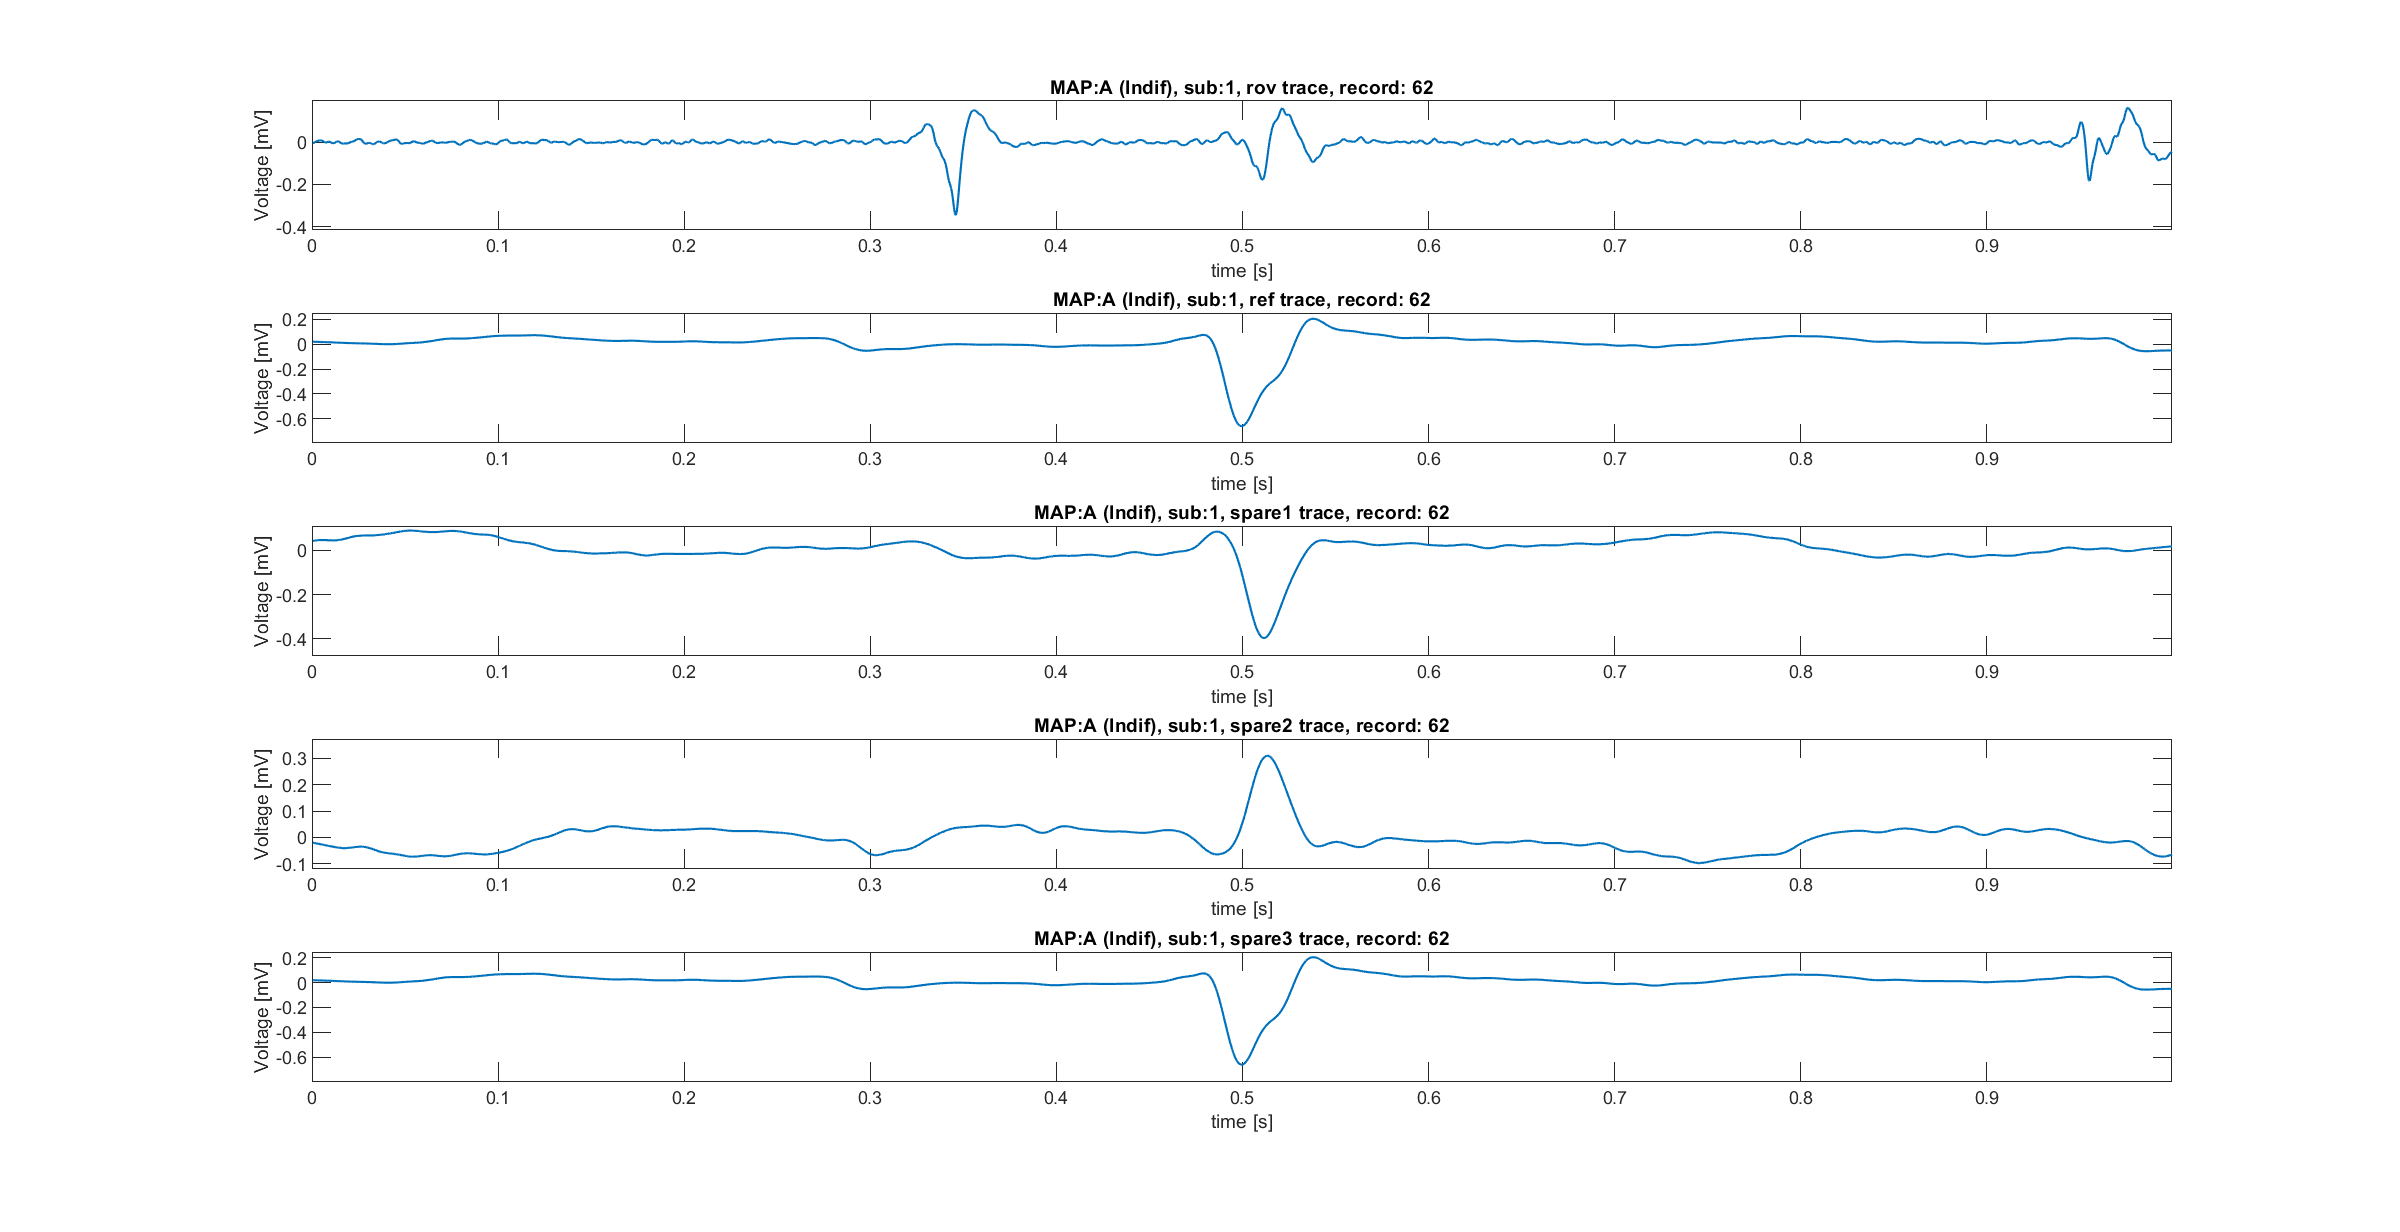 MAP:A (Indif), sub:1, rov trace, record: 62
Voltage [mV]
0
-0.2
-0.4
0 0.1 0.2 0.3 0.4 0.5 0.6 0.7 0.8 0.9
time [s]
MAP:A (Indif), sub:1, ref trace, record: 62
Voltage [mV]
0.2
0
-0.2
-0.4
-0.6
0 0.1 0.2 0.3 0.4 0.5 0.6 0.7 0.8 0.9
time [s]
MAP:A (Indif), sub:1, spare1 trace, record: 62
Voltage [mV]
0
-0.2
-0.4
0 0.1 0.2 0.3 0.4 0.5 0.6 0.7 0.8 0.9
time [s]
MAP:A (Indif), sub:1, spare2 trace, record: 62
Voltage [mV]
0.3
0.2
0.1
0
-0.1
0 0.1 0.2 0.3 0.4 0.5 0.6 0.7 0.8 0.9
time [s]
MAP:A (Indif), sub:1, spare3 trace, record: 62
Voltage [mV]
0.2
0
-0.2
-0.4
-0.6
0 0.1 0.2 0.3 0.4 0.5 0.6 0.7 0.8 0.9
time [s]